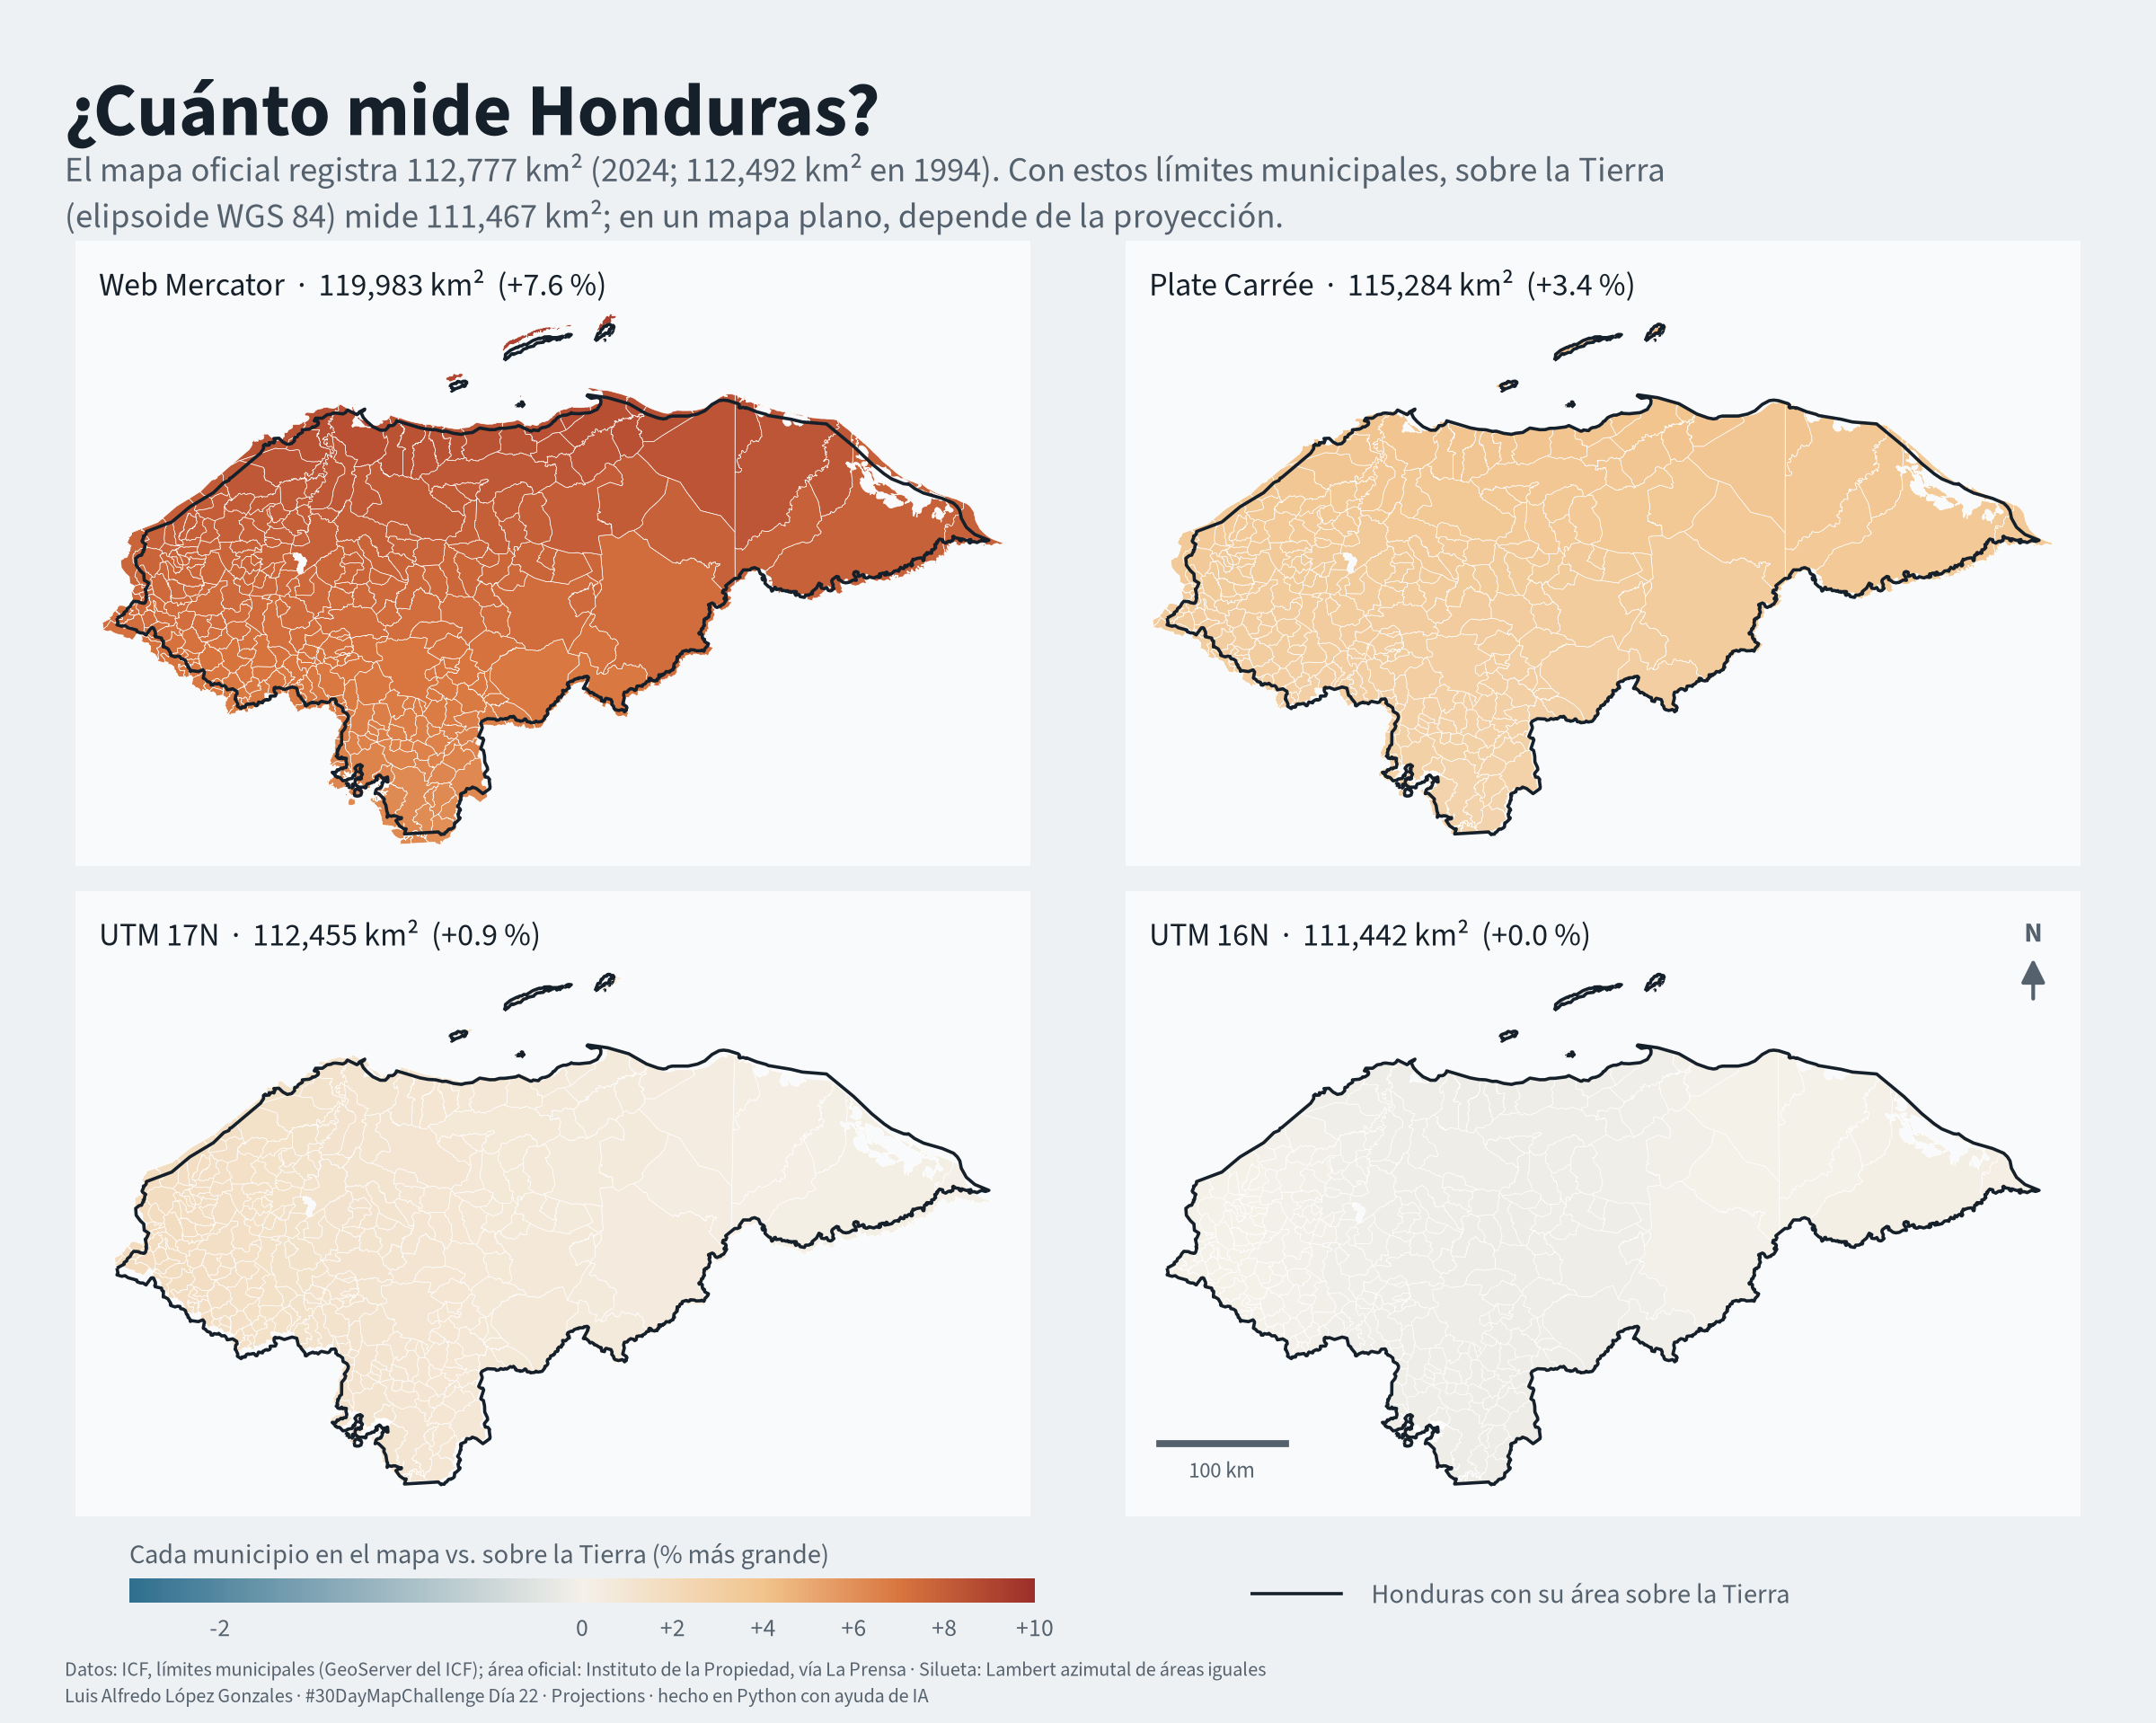 ¿Cuánto mide Honduras?
El mapa oficial registra 112,777 km² (2024; 112,492 km² en 1994). Con estos límites municipales, sobre la Tierra
(elipsoide WGS 84) mide 111,467 km²; en un mapa plano, depende de la proyección.
Web Mercator · 119,983 km² (+7.6 %)
Plate Carrée · 115,284 km² (+3.4 %)
UTM 17N · 112,455 km² (+0.9 %)
UTM 16N · 111,442 km² (+0.0 %)
N
100 km
Cada municipio en el mapa vs. sobre la Tierra (% más grande)
-2 0 +2 +4 +6 +8 +10
Honduras con su área sobre la Tierra
Datos: ICF, límites municipales (GeoServer del ICF); área oficial: Instituto de la Propiedad, vía La Prensa · Silueta: Lambert azimutal de áreas iguales
Luis Alfredo López Gonzales · #30DayMapChallenge Día 22 · Projections · hecho en Python con ayuda de IA